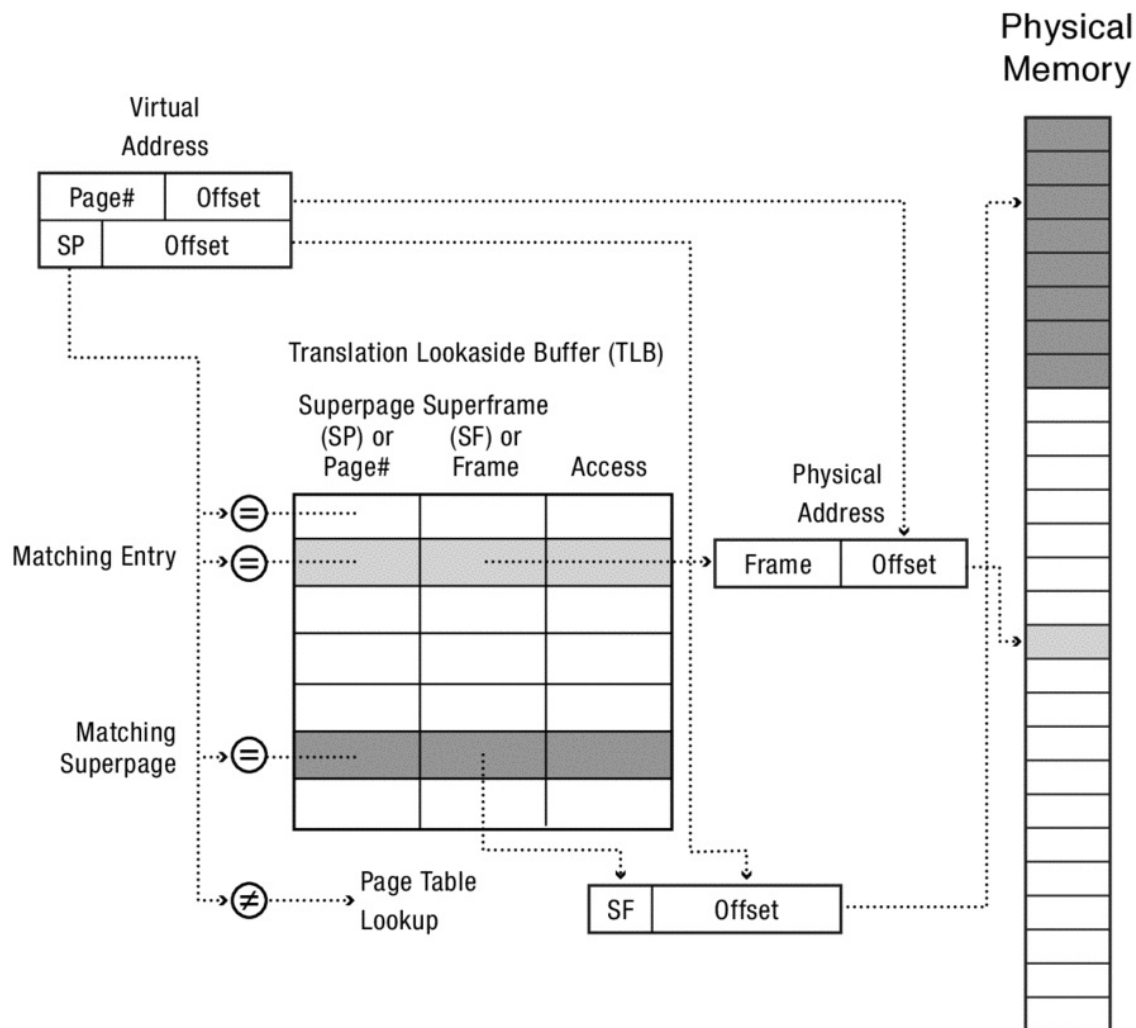 Physical
Memory
Virtual
Address
Page# Offset
SP Offset
Translation Lookaside Buffer (TLB)
Superpage Superframe
(SP) or (SF) or
Page# Frame Access
Physical
Address
=
Matching Entry =
Frame Offset
Matching
Superpage =
≠ Page Table
Lookup
SF Offset